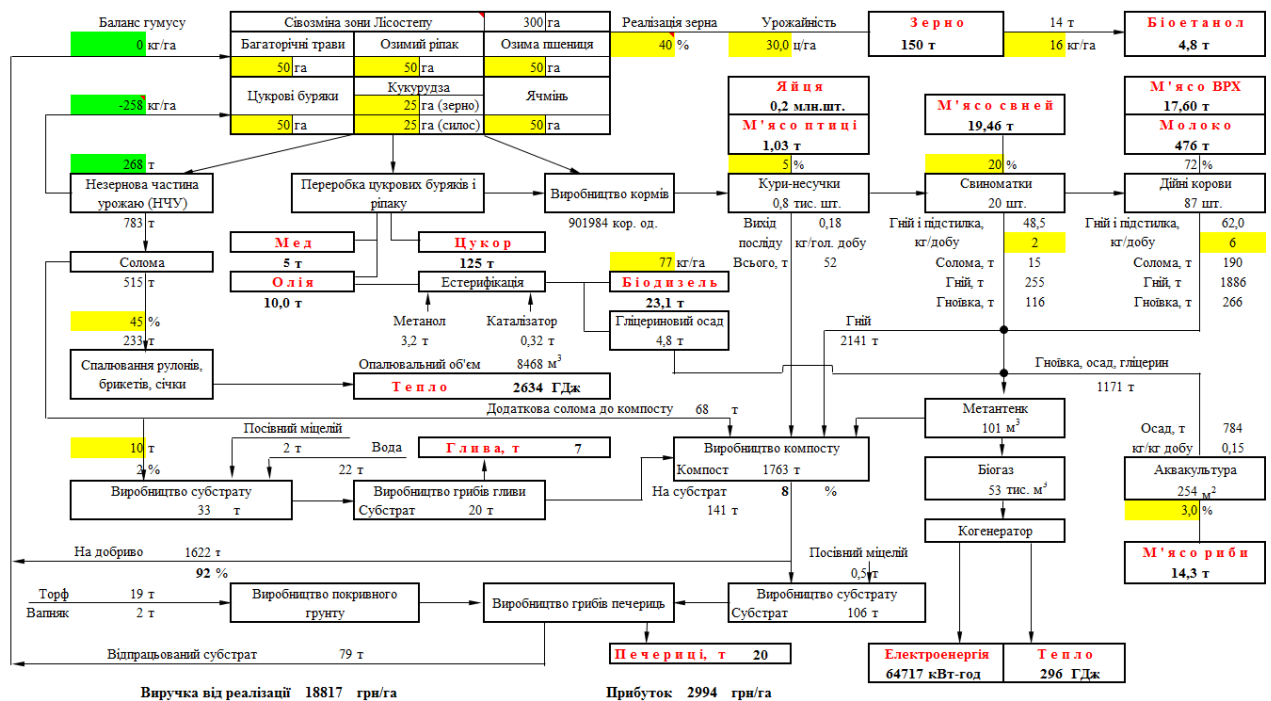 Баланс гумусу
Сівозміна зони Лісостепу 300 га
Реалізація зерна
Урожайність
Зерно
14 т
Біоетанол
0 кг/га
Багаторічні трави
Озимий ріпак
Озима пшениця
40 %
30,0 ц/га
150 т
16 кг/га
4,8 т
50 га
50 га
50 га
Цукрові буряки
Кукурудза
Ячмінь
Яйця
М'ясо ВРХ
-258 кг/га
25 га (зерно)
0,2 млн.шт.
М'ясо свней
17,60 т
50 га
25 га (силос)
50 га
М'ясо птиці
19,46 т
Молоко
1,03 т
476 т
268 т
5 %
20 %
72 %
Незернова частина
урожаю (НЧУ)
Переробка цукрових буряків і
ріпаку
Виробництво кормів
Кури-несучки
0,8 тис. шт.
Свиноматки
20 шт.
Дійні корови
87 шт.
783 т
901984 кор. од.
Вихід 0,18
посліду кг/гол. добу
Всього, т 52
Гній і підстилка, 48,5
кг/добу 2
Солома, т 15
Гній, т 255
Гноївка, т 116
Гній і підстилка, 62,0
кг/добу 6
Солома, т 190
Гній, т 1886
Гноївка, т 266
Мед
5 т
Цукор
125 т
Солома
515 т
77 кг/га
Олія
10,0 т
Естерифікація
Біодизель
23,1 т
Метанол
3,2 т
Каталізатор
0,32 т
Гліцериновий осад
4,8 т
Гній
2141 т
45 %
233 т
Спалювання рулонів,
брикетів, січки
Опалювальний об'єм 8468 м³
Тепло 2634 ГДж
Гноївка, осад, гліцерин
1171 т
Додаткова солома до компосту 68 т
Метантенк
101 м³
Посівний міцелій
2 т
Вода
22 т
Глива, т 7
Виробництво компосту
Компост 1763 т
Осад, т 784
кг/кг добу 0,15
10 т
2 %
Виробництво субстрату
33 т
Виробництво грибів гливи
Субстрат 20 т
На субстрат 8 %
141 т
Біогаз
53 тис. м³
Аквакультура
254 м²
3,0 %
Когенератор
На добриво 1622 т
92 %
Посівний міцелій
0,5 т
М'ясо риби
14,3 т
Торф 19 т
Вапняк 2 т
Виробництво покривного
грунту
Виробництво грибів печериць
Виробництво субстрату
Субстрат 106 т
Відпрацьований субстрат 79 т
Печериці, т 20
Електроенергія
64717 кВт-год
Тепло
296 ГДж
Виручка від реалізації 18817 грн/га
Прибуток 2994 грн/га